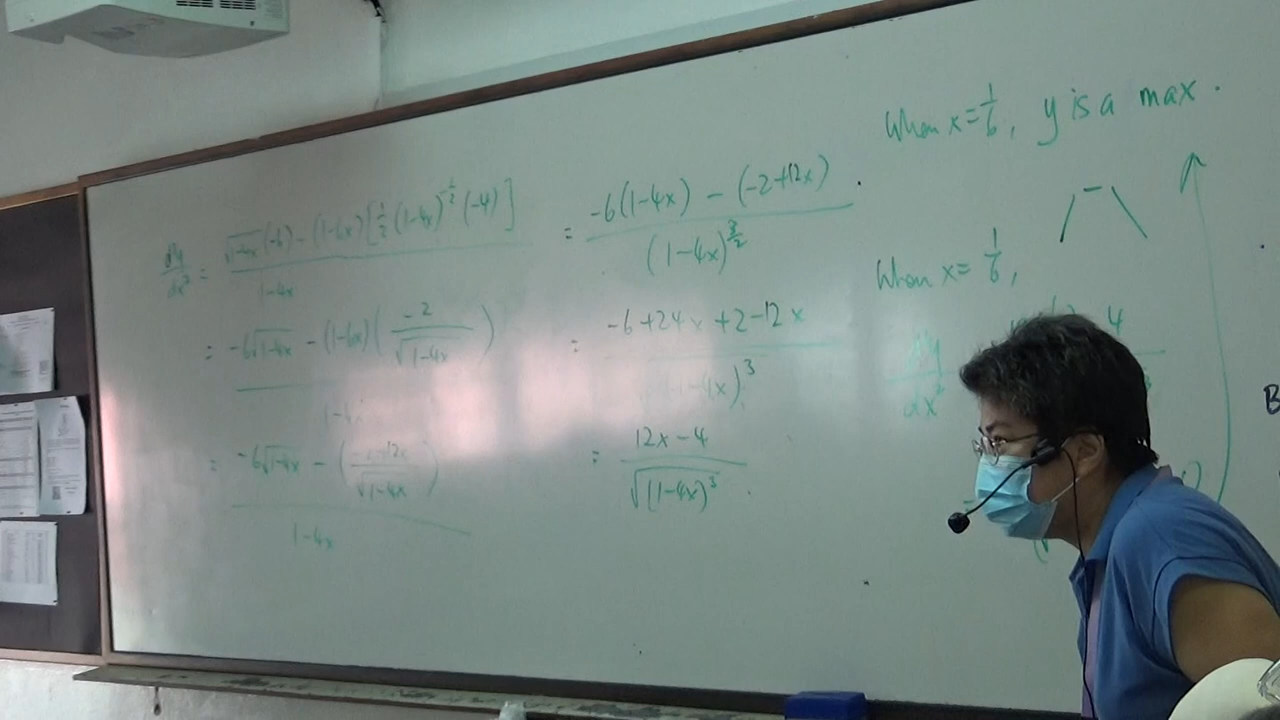 d²y/dx² = √(1-4x) (-6) - (1-6x) [½ (1-4x)^(-½) (-4)] / 1-4x
= -6√(1-4x) - (1-6x) ( -2 / √(1-4x) ) / 1-4x
= -6√(1-4x) - ( -2+12x / √(1-4x) ) / 1-4x
= -6(1-4x) - (-2+12x) / (1-4x)^(3/2)
= -6+24x+2-12x / (1-4x)^3
= 12x-4 / √((1-4x)^3) .
When x = 1/6, y is a max .
When x = 1/6,
d²y/dx²
4
B